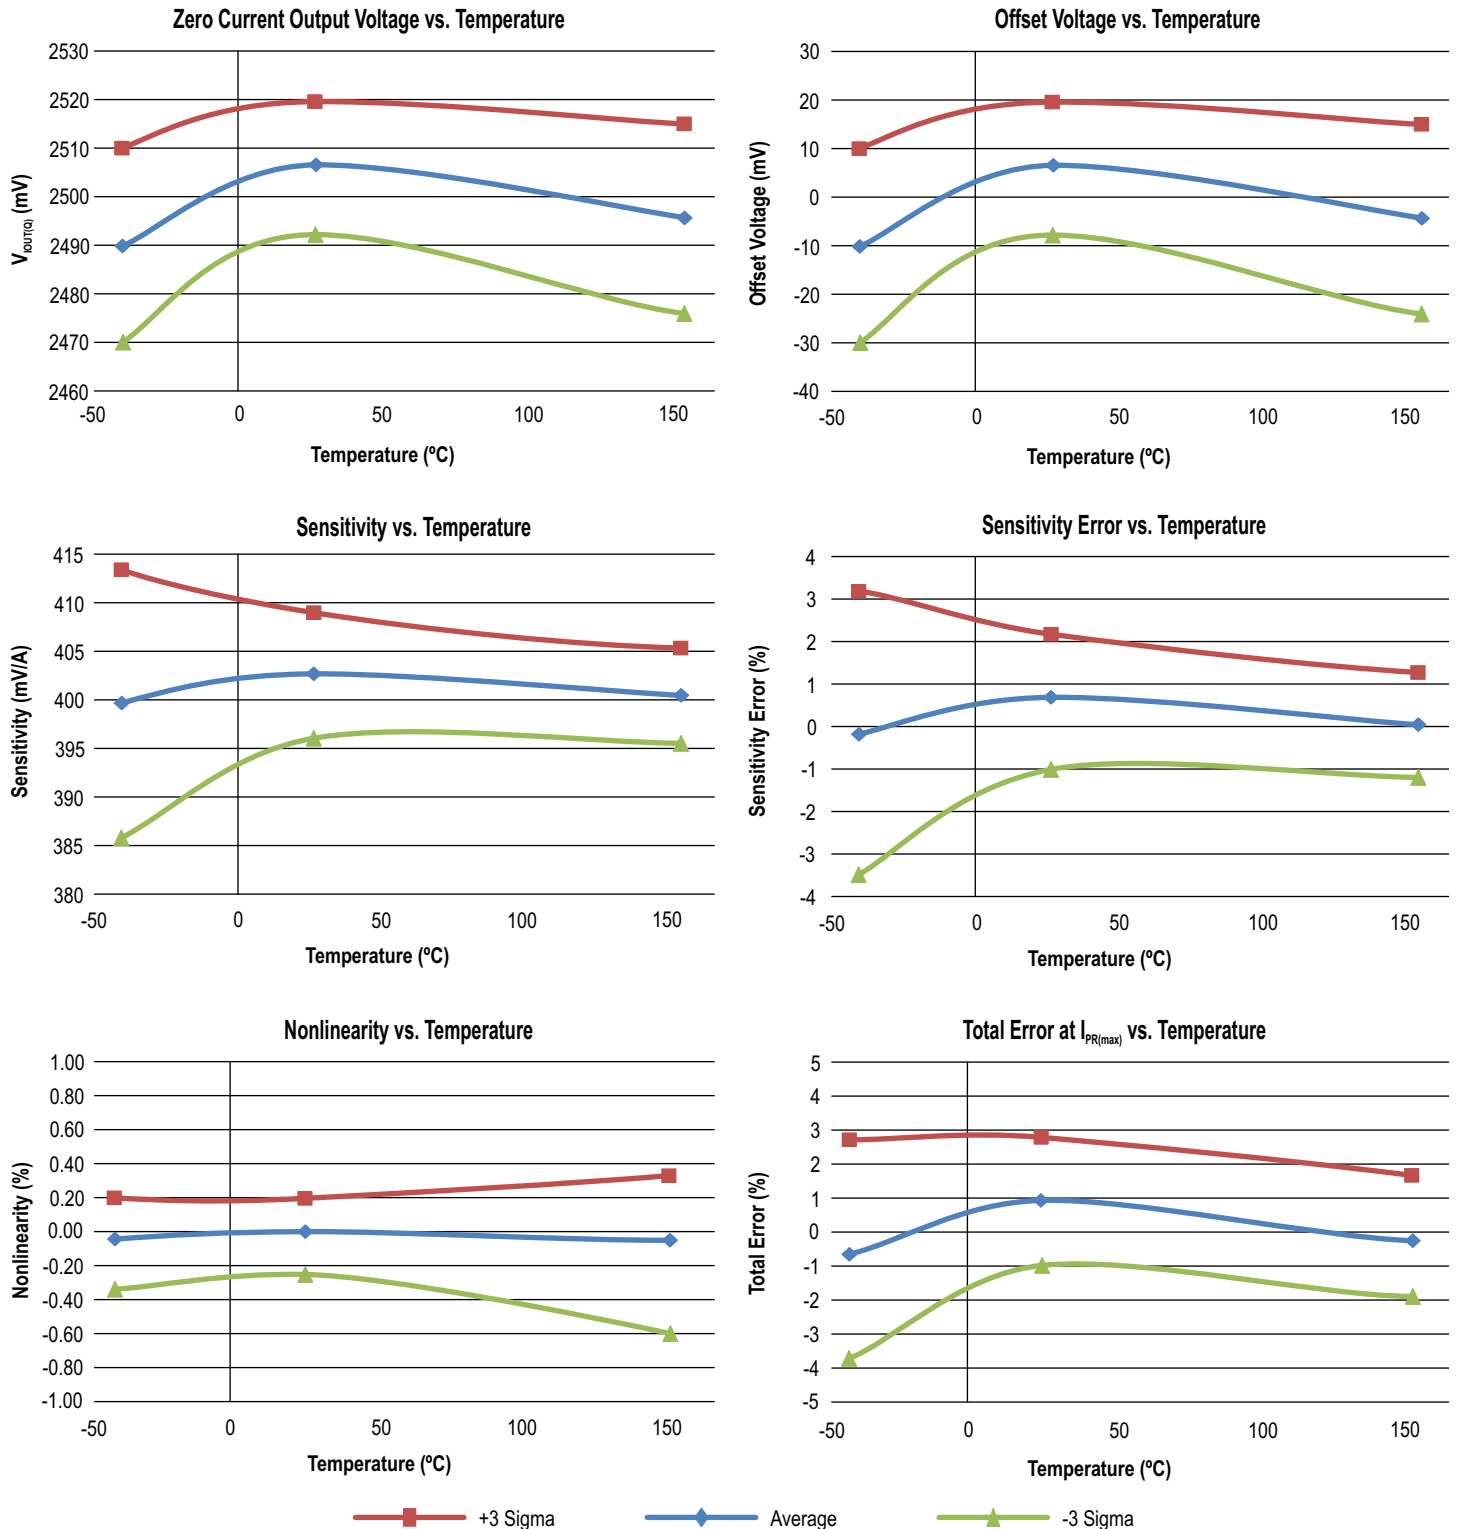 Zero Current Output Voltage vs. Temperature
2530
2520
2510
2500
2490
2480
2470
2460
V_IOUT(Q) (mV)
-50 0 50 100 150
Temperature (ºC)
Offset Voltage vs. Temperature
30
20
10
0
-10
-20
-30
-40
Offset Voltage (mV)
-50 0 50 100 150
Temperature (ºC)
Sensitivity vs. Temperature
415
410
405
400
395
390
385
380
Sensitivity (mV/A)
-50 0 50 100 150
Temperature (ºC)
Sensitivity Error vs. Temperature
4
3
2
1
0
-1
-2
-3
-4
Sensitivity Error (%)
-50 0 50 100 150
Temperature (ºC)
Nonlinearity vs. Temperature
1.00
0.80
0.60
0.40
0.20
0.00
-0.20
-0.40
-0.60
-0.80
-1.00
Nonlinearity (%)
-50 0 50 100 150
Temperature (ºC)
Total Error at I_PR(max) vs. Temperature
5
4
3
2
1
0
-1
-2
-3
-4
-5
Total Error (%)
-50 0 50 100 150
Temperature (ºC)
+3 Sigma Average -3 Sigma